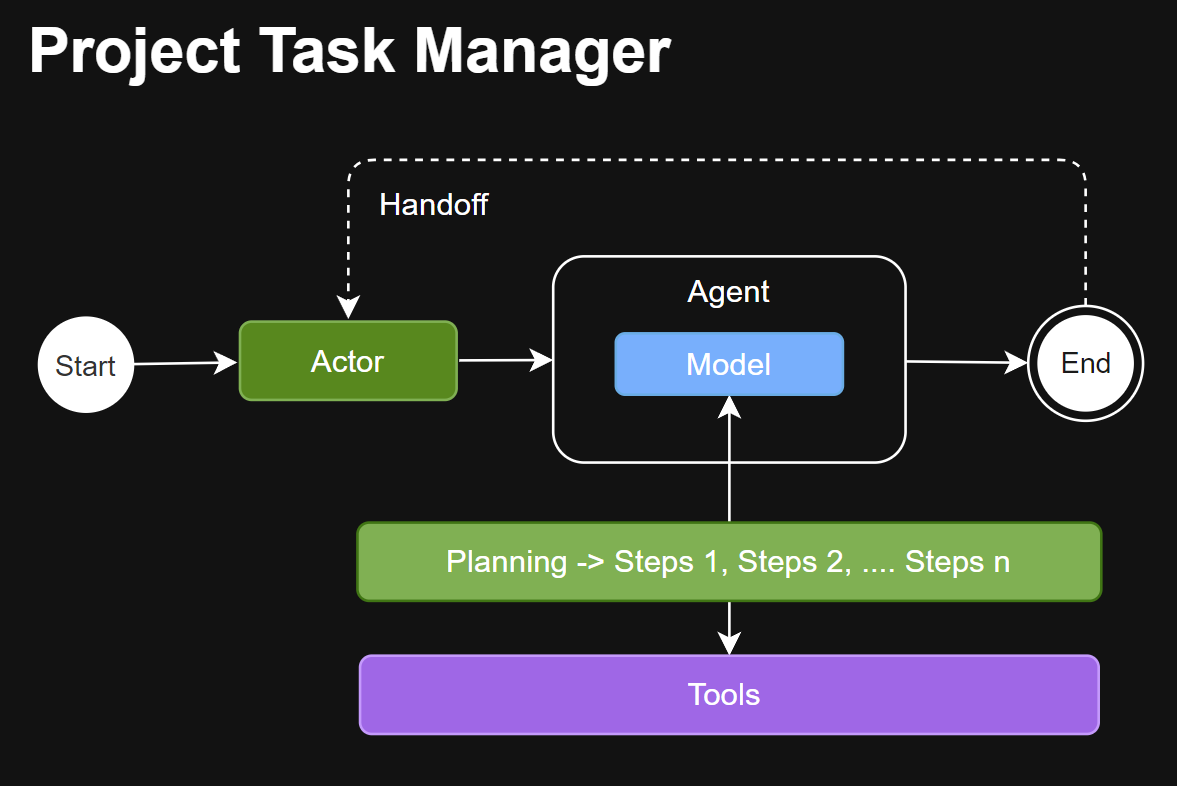 Project Task Manager
Handoff
Agent
Start
Actor
Model
End
Planning -> Steps 1, Steps 2, .... Steps n
Tools